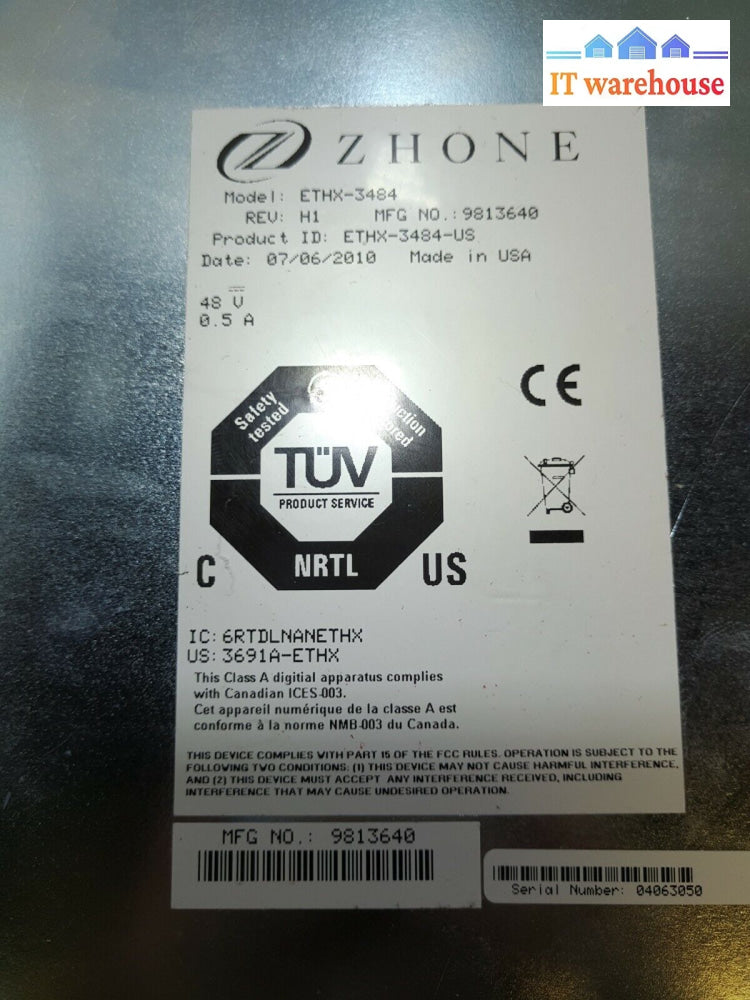 IT warehouse
ZHONE
Model: ETHX-3484
REV: H1 MFG NO.: 9813640
Product ID: ETHX-3484-US
Date: 07/06/2010 Made in USA
48 V
0.5 A
Safety
tested
TÜV
PRODUCT SERVICE
NRTL
C US
CE
IC: 6RTDLNANETHX
US: 3691A-ETHX
This Class A digitial apparatus complies
with Canadian ICES-003.
Cet appareil numérique de la classe A est
conforme à la norme NMB-003 du Canada.
THIS DEVICE COMPLIES WITH PART 15 OF THE FCC RULES. OPERATION IS SUBJECT TO THE
FOLLOWING TWO CONDITIONS: (1) THIS DEVICE MAY NOT CAUSE HARMFUL INTERFERENCE,
AND (2) THIS DEVICE MUST ACCEPT ANY INTERFERENCE RECEIVED, INCLUDING
INTERFERENCE THAT MAY CAUSE UNDESIRED OPERATION.
MFG NO.: 9813640
Serial Number: 04063050